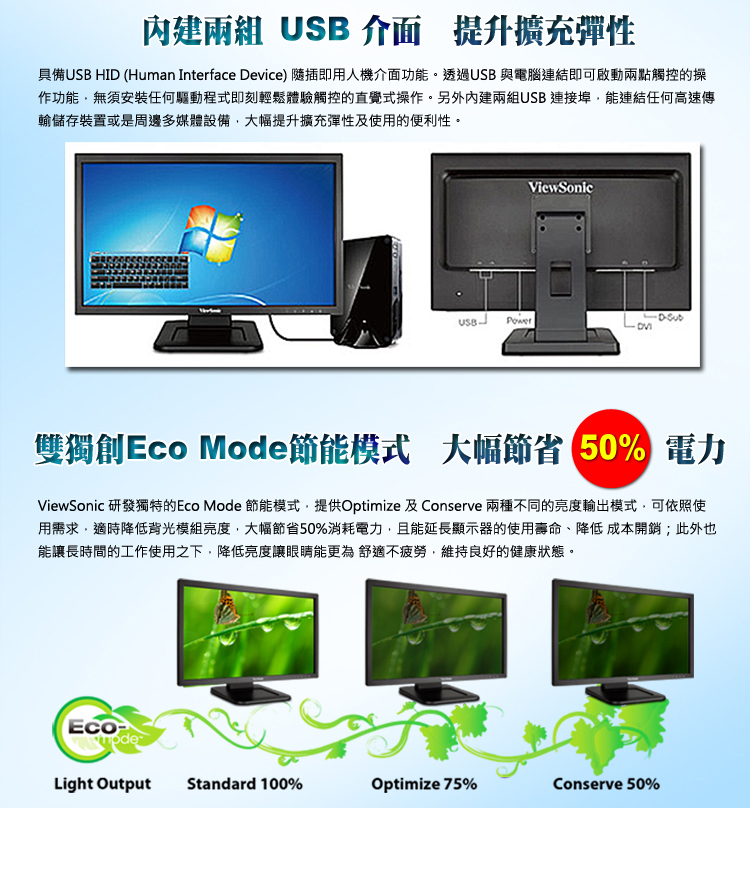 內建兩組 USB 介面 提升擴充彈性
具備USB HID (Human Interface Device) 隨插即用人機介面功能。透過USB 與電腦連結即可啟動兩點觸控的操
作功能，無須安裝任何驅動程式即刻輕鬆體驗觸控的直覺式操作。另外內建兩組USB 連接埠，能連結任何高速傳
輸儲存裝置或是周邊多媒體設備，大幅提升擴充彈性及使用的便利性。
ViewSonic
ViewSonic
USB
Power
DVI
D-Sub
雙獨創Eco Mode節能模式 大幅節省 50% 電力
ViewSonic 研發獨特的Eco Mode 節能模式，提供Optimize 及 Conserve 兩種不同的亮度輸出模式，可依照使
用需求，適時降低背光模組亮度，大幅節省50%消耗電力，且能延長顯示器的使用壽命、降低 成本開銷；此外也
能讓長時間的工作使用之下，降低亮度讓眼睛能更為 舒適不疲勞，維持良好的健康狀態。
Eco-
mode™
Light Output
Standard 100%
Optimize 75%
Conserve 50%